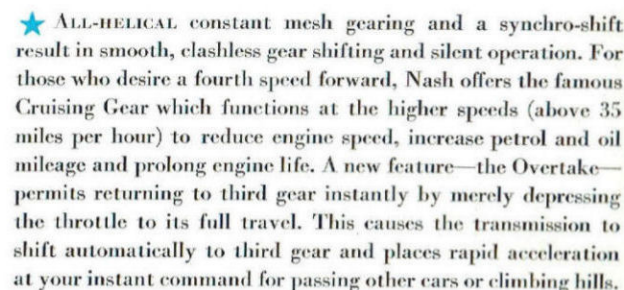 ★ ALL-HELICAL constant mesh gearing and a synchro-shift
result in smooth, clashless gear shifting and silent operation. For
those who desire a fourth speed forward, Nash offers the famous
Cruising Gear which functions at the higher speeds (above 35
miles per hour) to reduce engine speed, increase petrol and oil
mileage and prolong engine life. A new feature—the Overtake—
permits returning to third gear instantly by merely depressing
the throttle to its full travel. This causes the transmission to
shift automatically to third gear and places rapid acceleration
at your instant command for passing other cars or climbing hills.